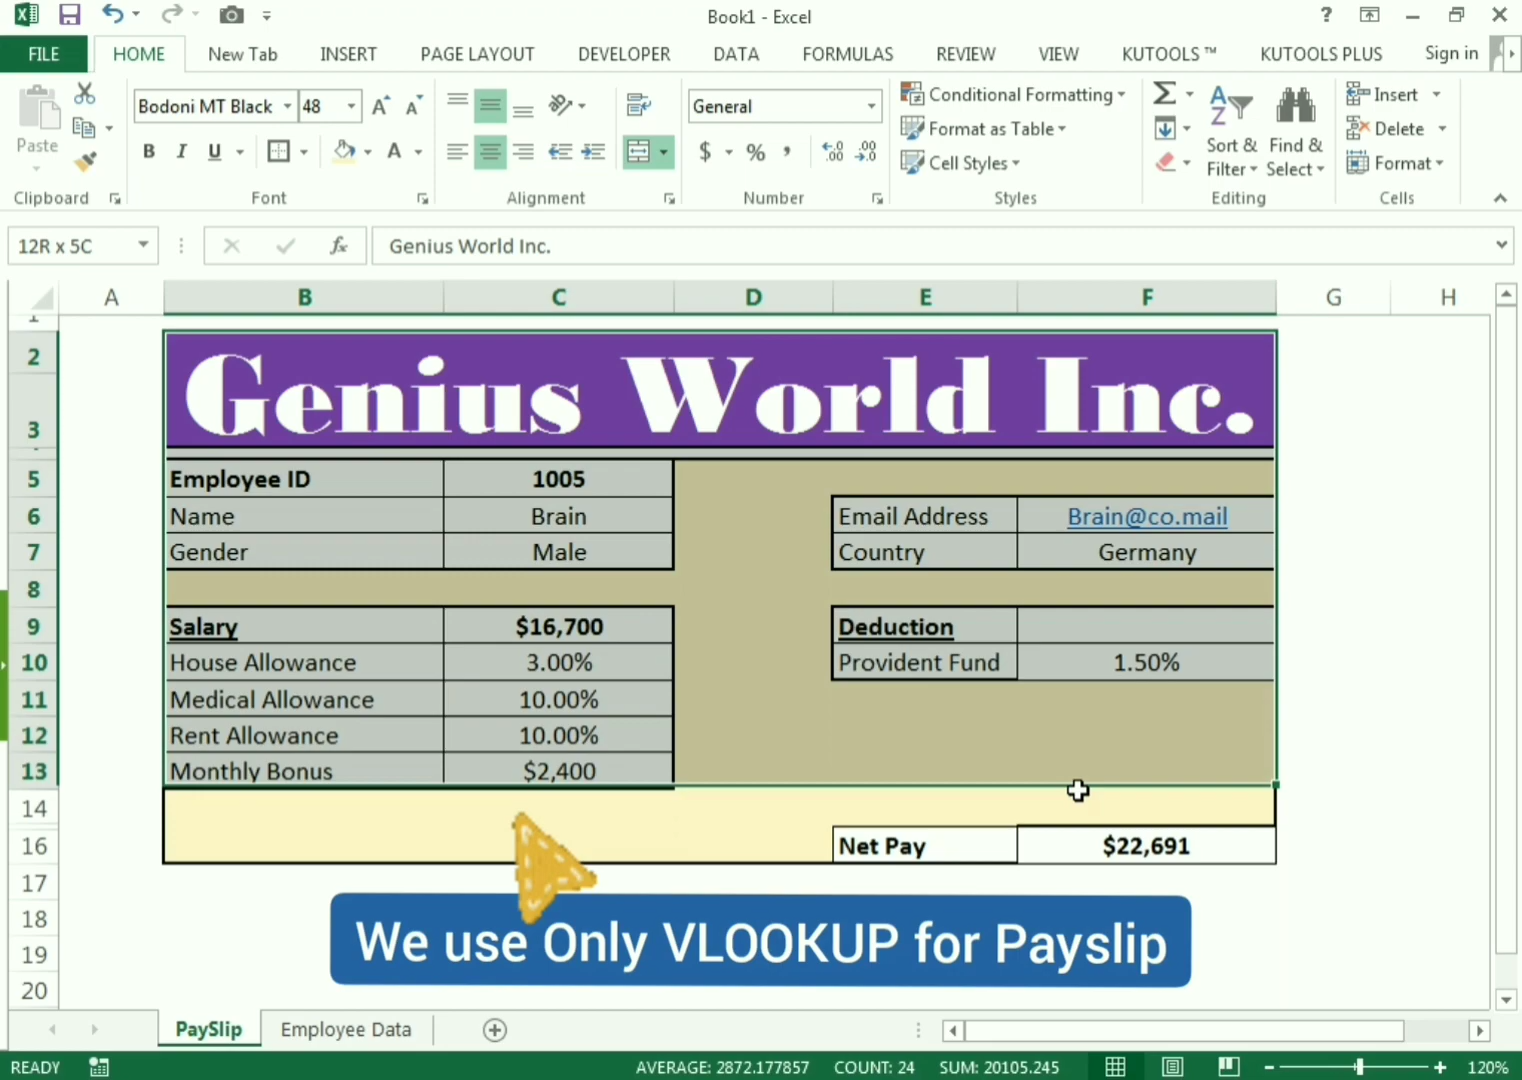 Book1 - Excel
?
FILE HOME New Tab INSERT PAGE LAYOUT DEVELOPER DATA FORMULAS REVIEW VIEW KUTOOLS ™ KUTOOLS PLUS Sign in
Paste
Clipboard
Bodoni MT Black 48
B I U
Font
Alignment
General
$ % ,
Number
Conditional Formatting
Format as Table
Cell Styles
Styles
Sort & Filter
Find & Select
Editing
Insert
Delete
Format
Cells
12R x 5C fx Genius World Inc.
A B C D E F G H
1
2
3 Genius World Inc.
5 Employee ID 1005
6 Name Brain Email Address Brain@co.mail
7 Gender Male Country Germany
8
9 Salary $16,700 Deduction
10 House Allowance 3.00% Provident Fund 1.50%
11 Medical Allowance 10.00%
12 Rent Allowance 10.00%
13 Monthly Bonus $2,400
14
16 Net Pay $22,691
17
18
19
20
We use Only VLOOKUP for Payslip
PaySlip Employee Data
READY AVERAGE: 2872.177857 COUNT: 24 SUM: 20105.245 120%